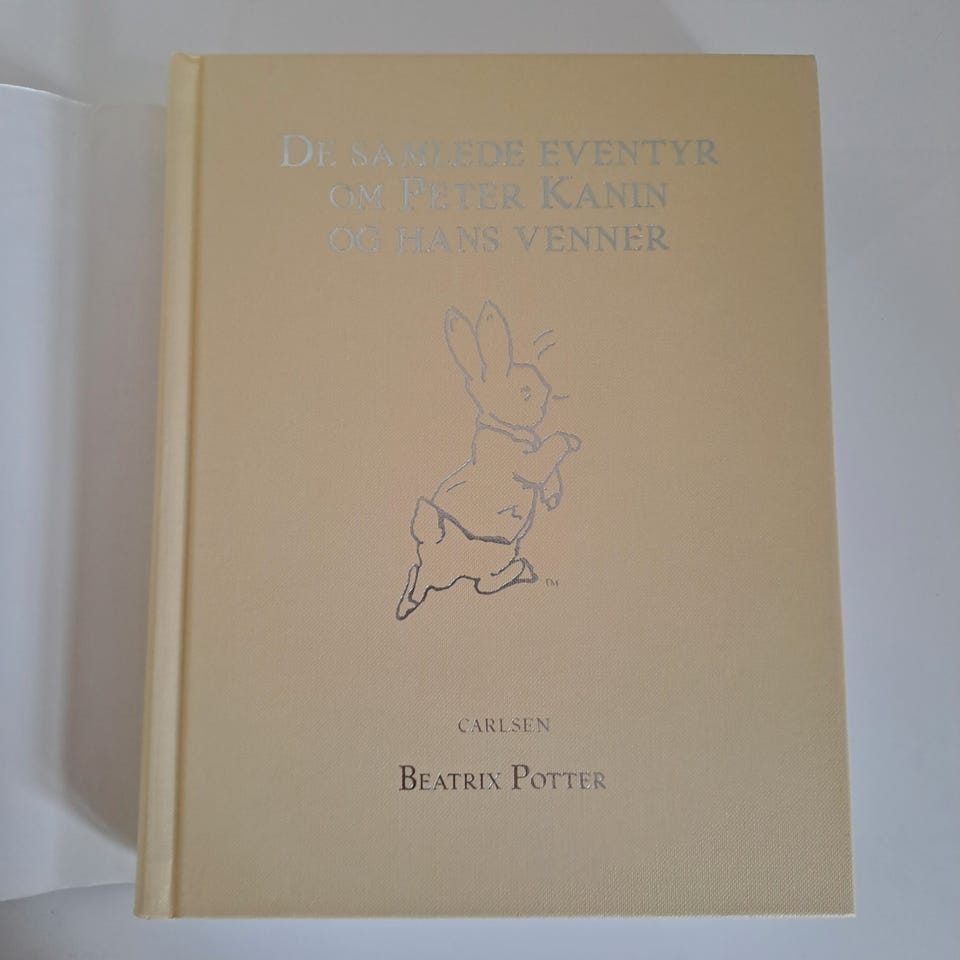 DE SAMLEDE EVENTYR
OM PETER KANIN
OG HANS VENNER
TM
CARLSEN
BEATRIX POTTER